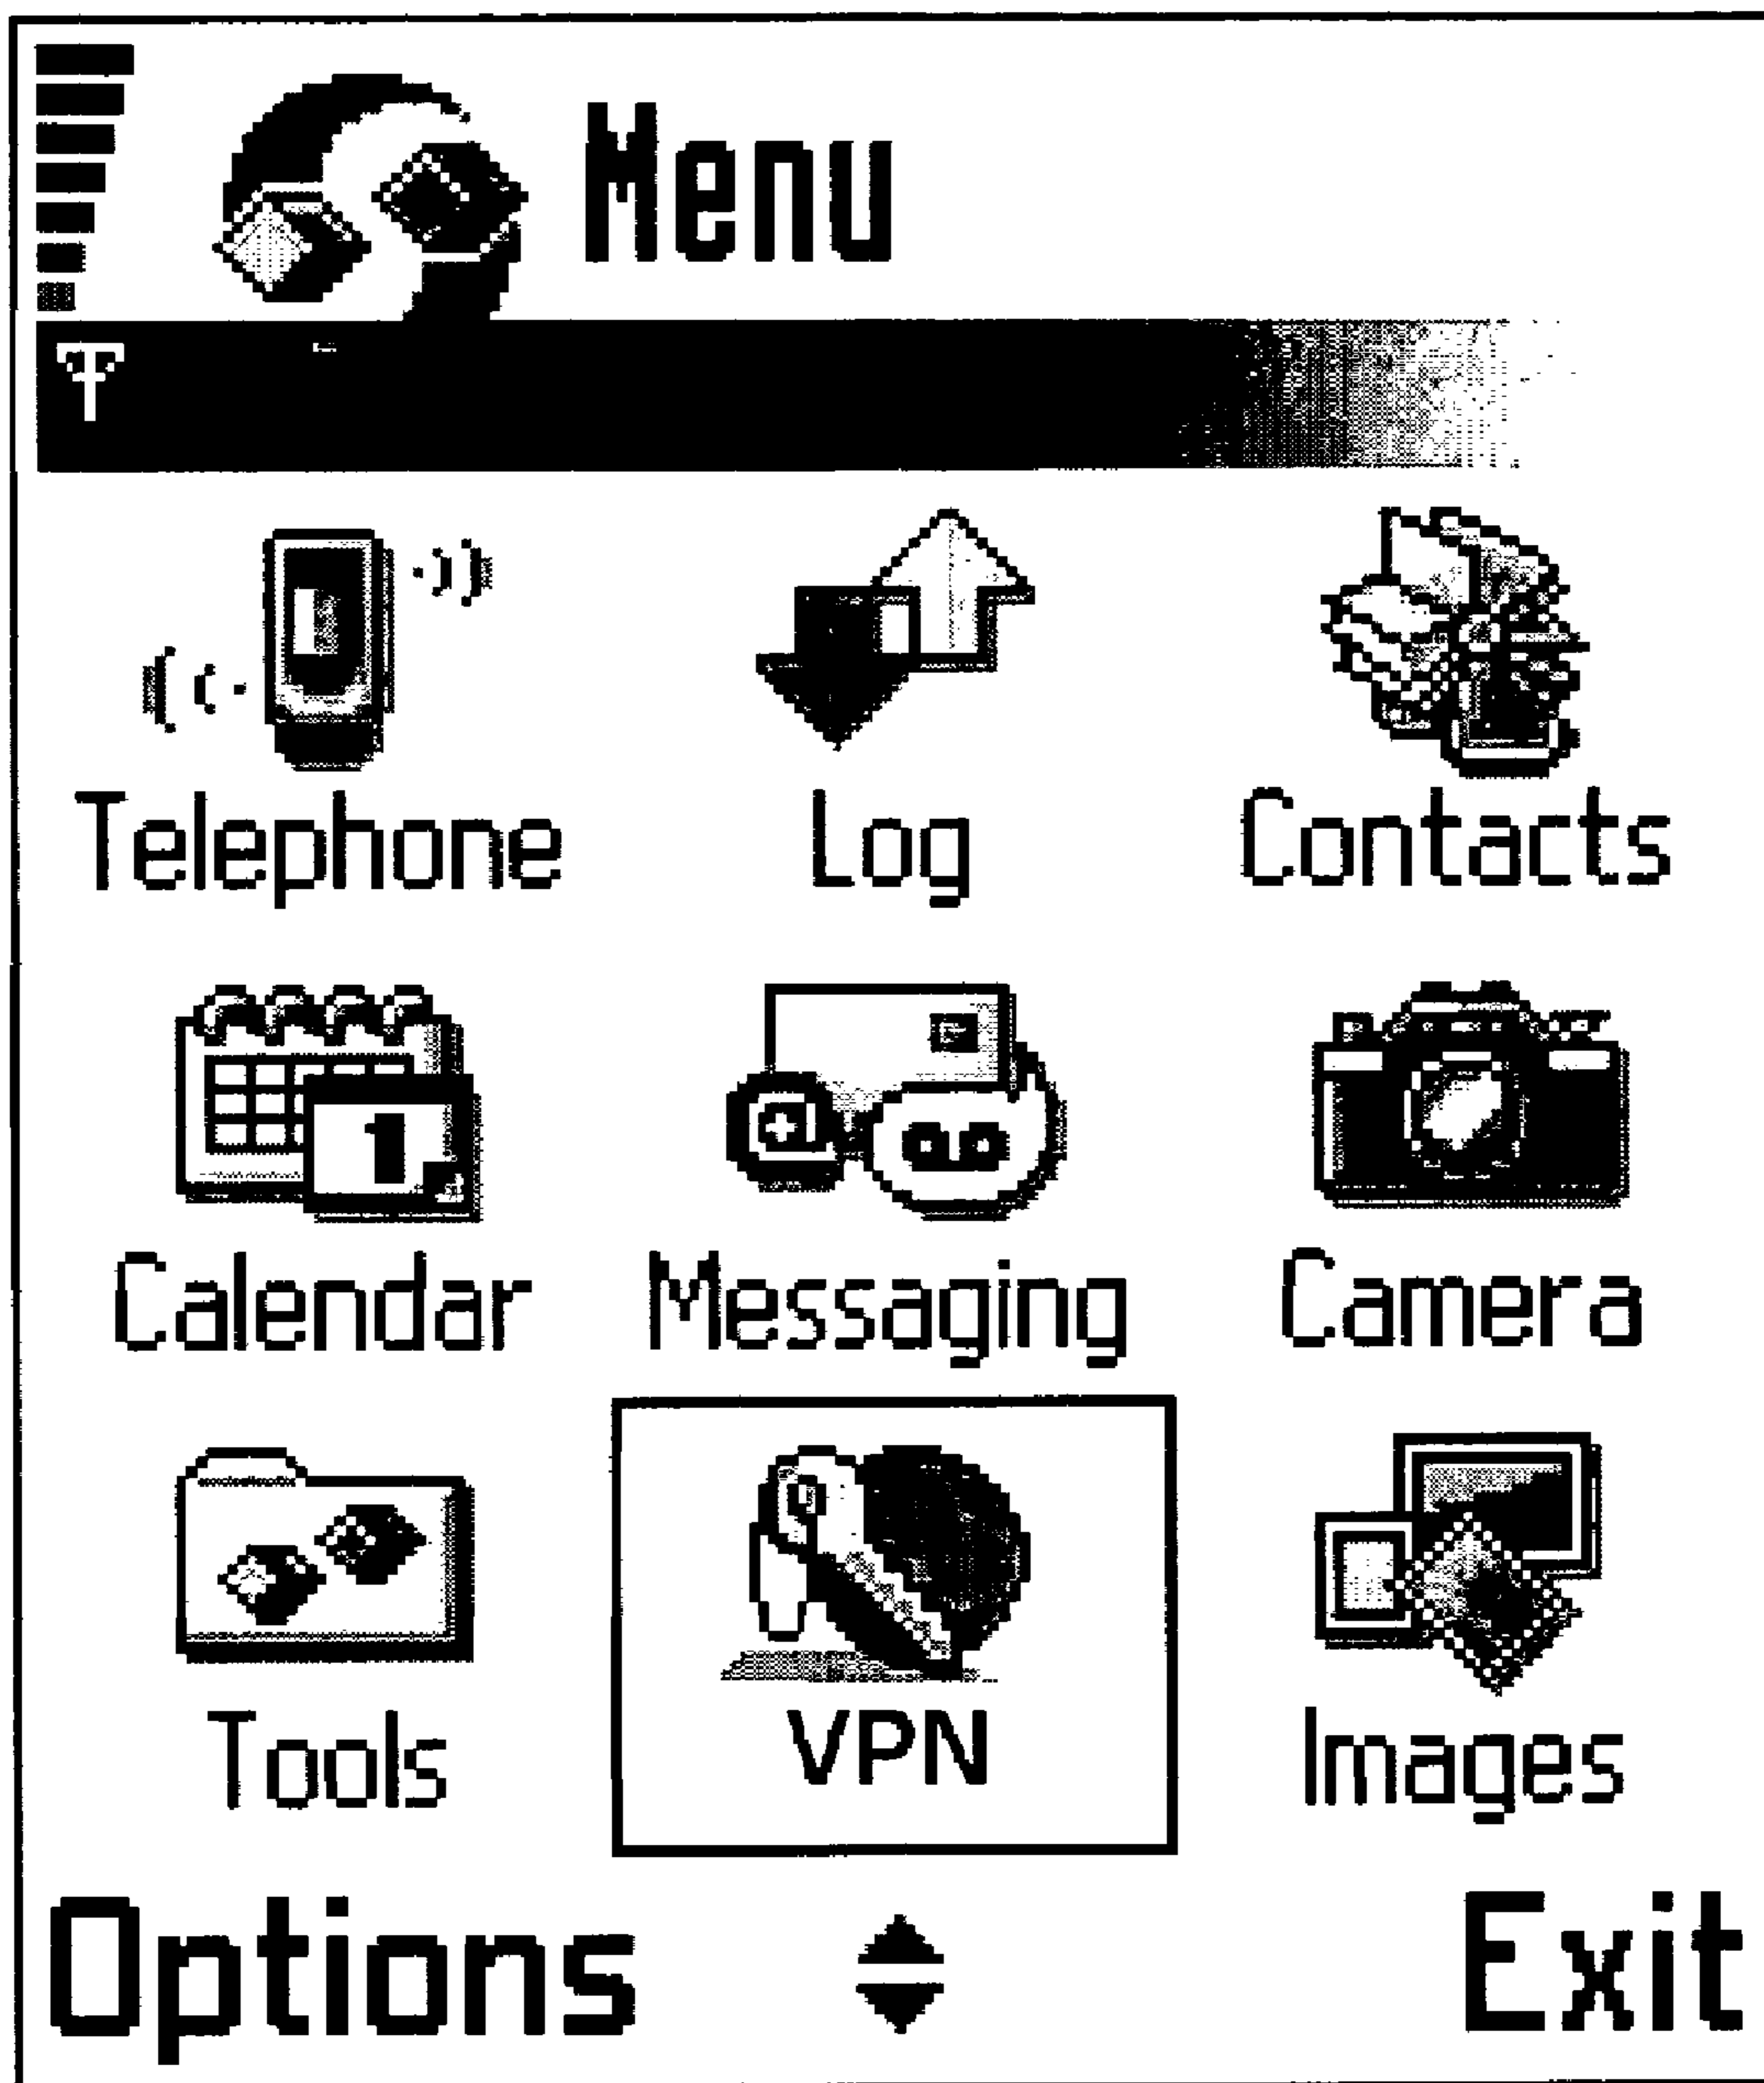 Menu
Telephone Log Contacts
Calendar Messaging Camera
Tools VPN Images
Options Exit